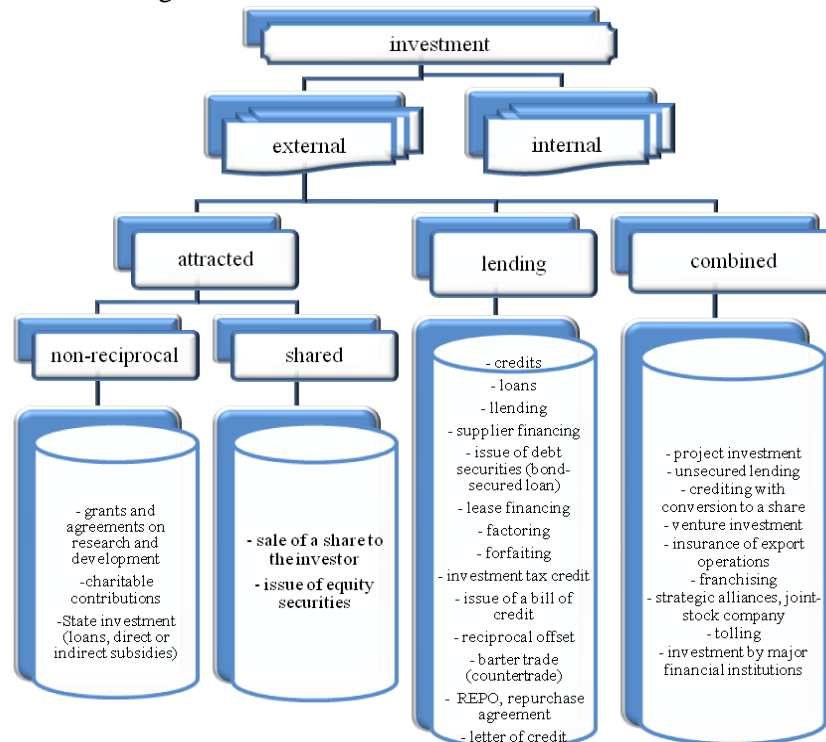 investment
external
internal
attracted
lending
combined
non-reciprocal
shared
- grants and
agreements on
research and
development
-charitable
contributions
-State investment
(loans, direct or
indirect subsidies)
- sale of a share to
the investor
- issue of equity
securities
- credits
- loans
- llending
- supplier financing
- issue of debt
securities (bond-
secured loan)
- lease financing
- factoring
- forfaiting
- investment tax credit
- issue of a bill of
credit
- reciprocal offset
- barter trade
(countertrade)
- REPO, repurchase
agreement
- letter of credit
- project investment
- unsecured lending
- crediting with
conversion to a share
- venture investment
- insurance of export
operations
- franchising
- strategic alliances, joint-
stock company
- tolling
- investment by major
financial institutions